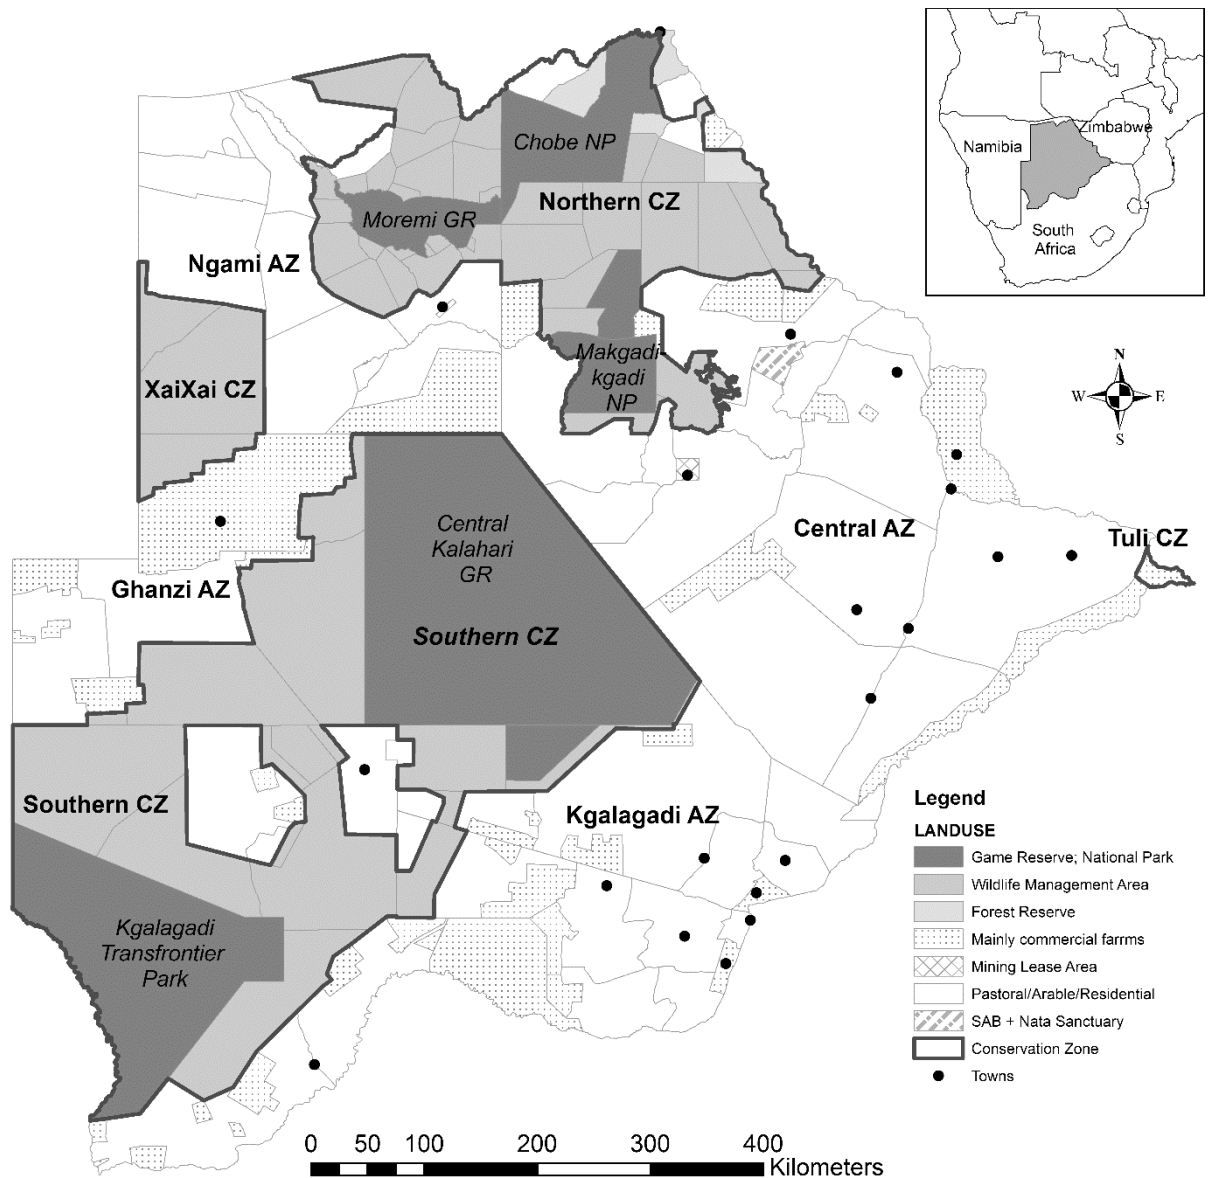 Zimbabwe
Namibia
South
Africa
Chobe NP
Northern CZ
Moremi GR
Ngami AZ
Makgadi-
kgadi
NP
XaiXai CZ
N
W
E
S
Central
Kalahari
GR
Central AZ
Tuli CZ
Ghanzi AZ
Southern CZ
Southern CZ
Kgalagadi AZ
Kgalagadi
Transfrontier
Park
Legend
LANDUSE
Game Reserve; National Park
Wildlife Management Area
Forest Reserve
Mainly commercial farrms
Mining Lease Area
Pastoral/Arable/Residential
SAB + Nata Sanctuary
Conservation Zone
Towns
0 50 100 200 300 400
Kilometers